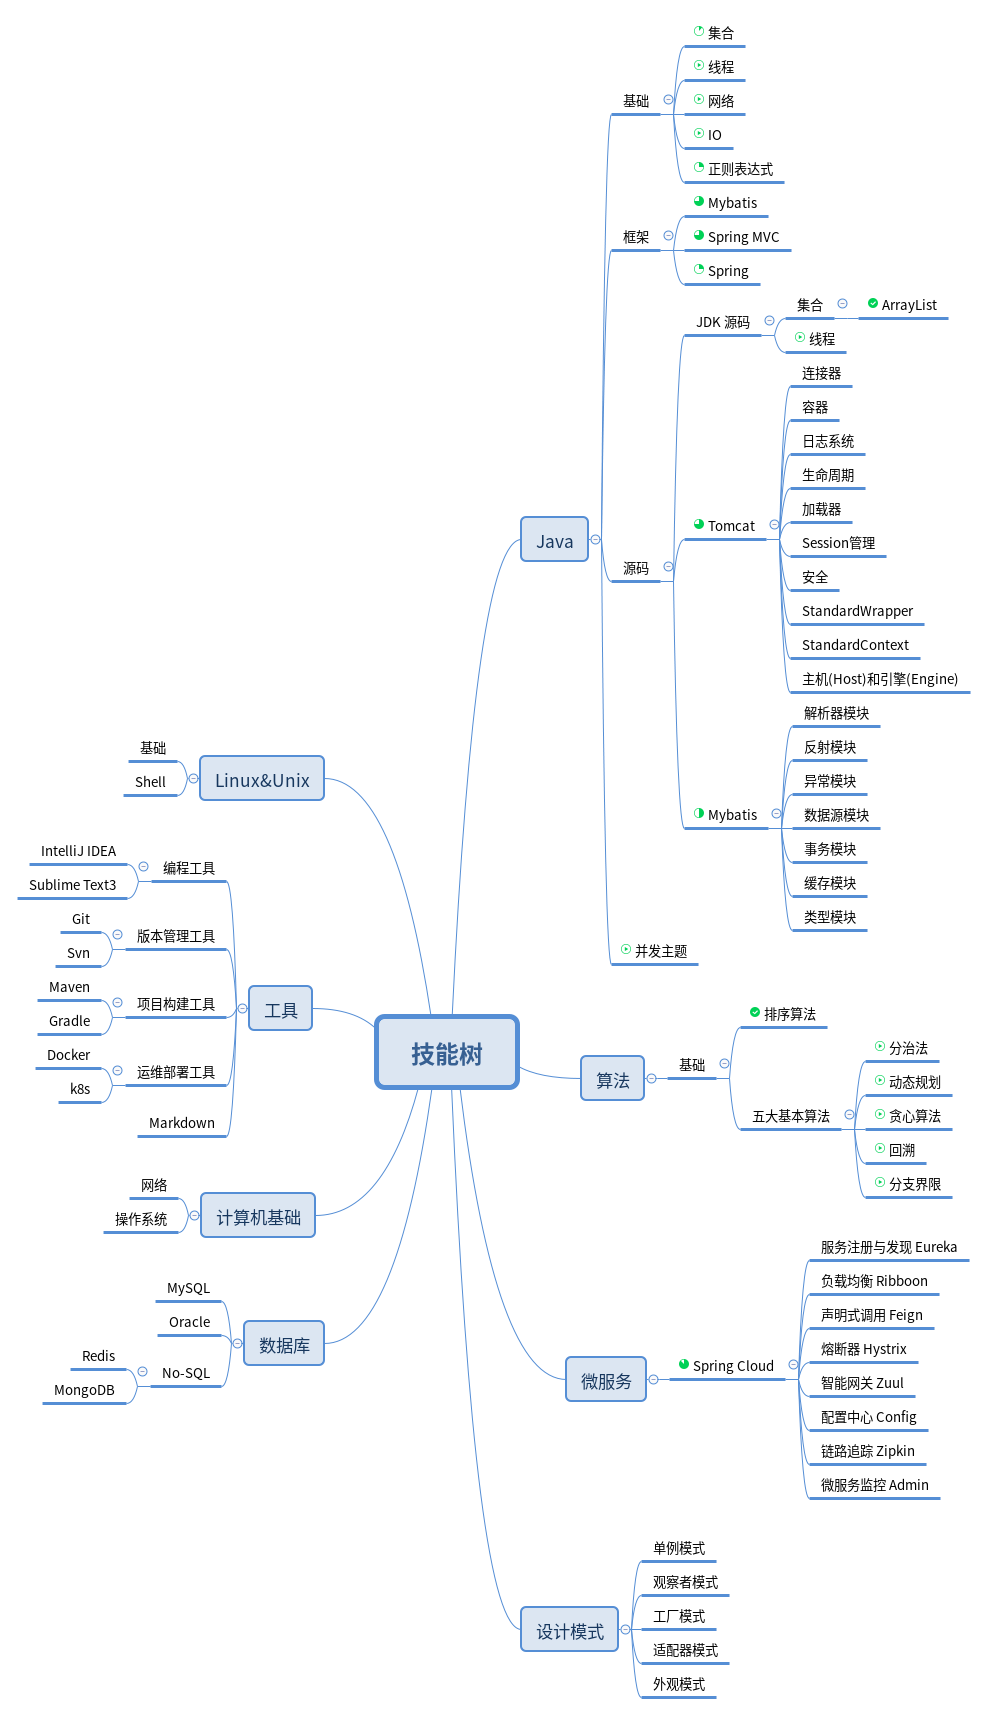 技能树
Java
基础
集合
线程
网络
IO
正则表达式
框架
Mybatis
Spring MVC
Spring
源码
JDK 源码
集合
ArrayList
线程
Tomcat
连接器
容器
日志系统
生命周期
加载器
Session管理
安全
StandardWrapper
StandardContext
主机(Host)和引擎(Engine)
Mybatis
解析器模块
反射模块
异常模块
数据源模块
事务模块
缓存模块
类型模块
并发主题
算法
基础
排序算法
五大基本算法
分治法
动态规划
贪心算法
回溯
分支界限
微服务
Spring Cloud
服务注册与发现 Eureka
负载均衡 Ribboon
声明式调用 Feign
熔断器 Hystrix
智能网关 Zuul
配置中心 Config
链路追踪 Zipkin
微服务监控 Admin
设计模式
单例模式
观察者模式
工厂模式
适配器模式
外观模式
Linux&Unix
基础
Shell
工具
编程工具
IntelliJ IDEA
Sublime Text3
版本管理工具
Git
Svn
项目构建工具
Maven
Gradle
运维部署工具
Docker
k8s
Markdown
计算机基础
网络
操作系统
数据库
MySQL
Oracle
No-SQL
Redis
MongoDB